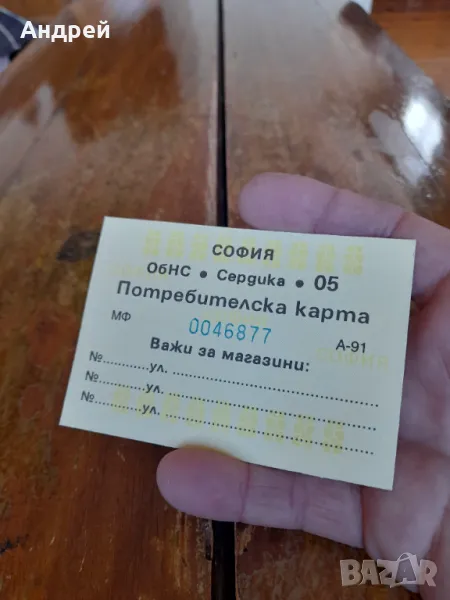 Андрей
СОФИЯ
ОбНС • Сердика • 05
Потребителска карта
МФ 0046877 А-91
Важи за магазини:
№...........ул. ..........................................
№...........ул. ..........................................
№...........ул. ..........................................
BAZAR